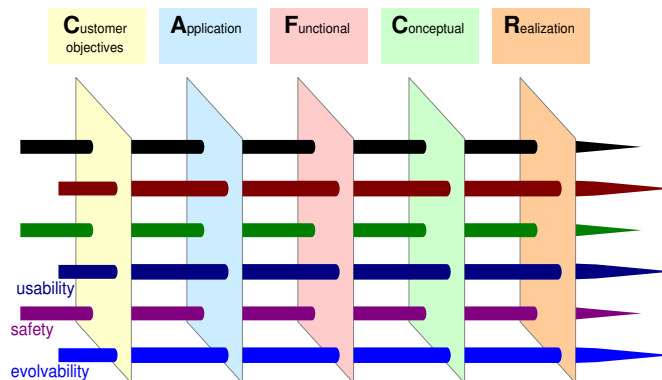 Customer
objectives
Application
Functional
Conceptual
Realization
usability
safety
evolvability